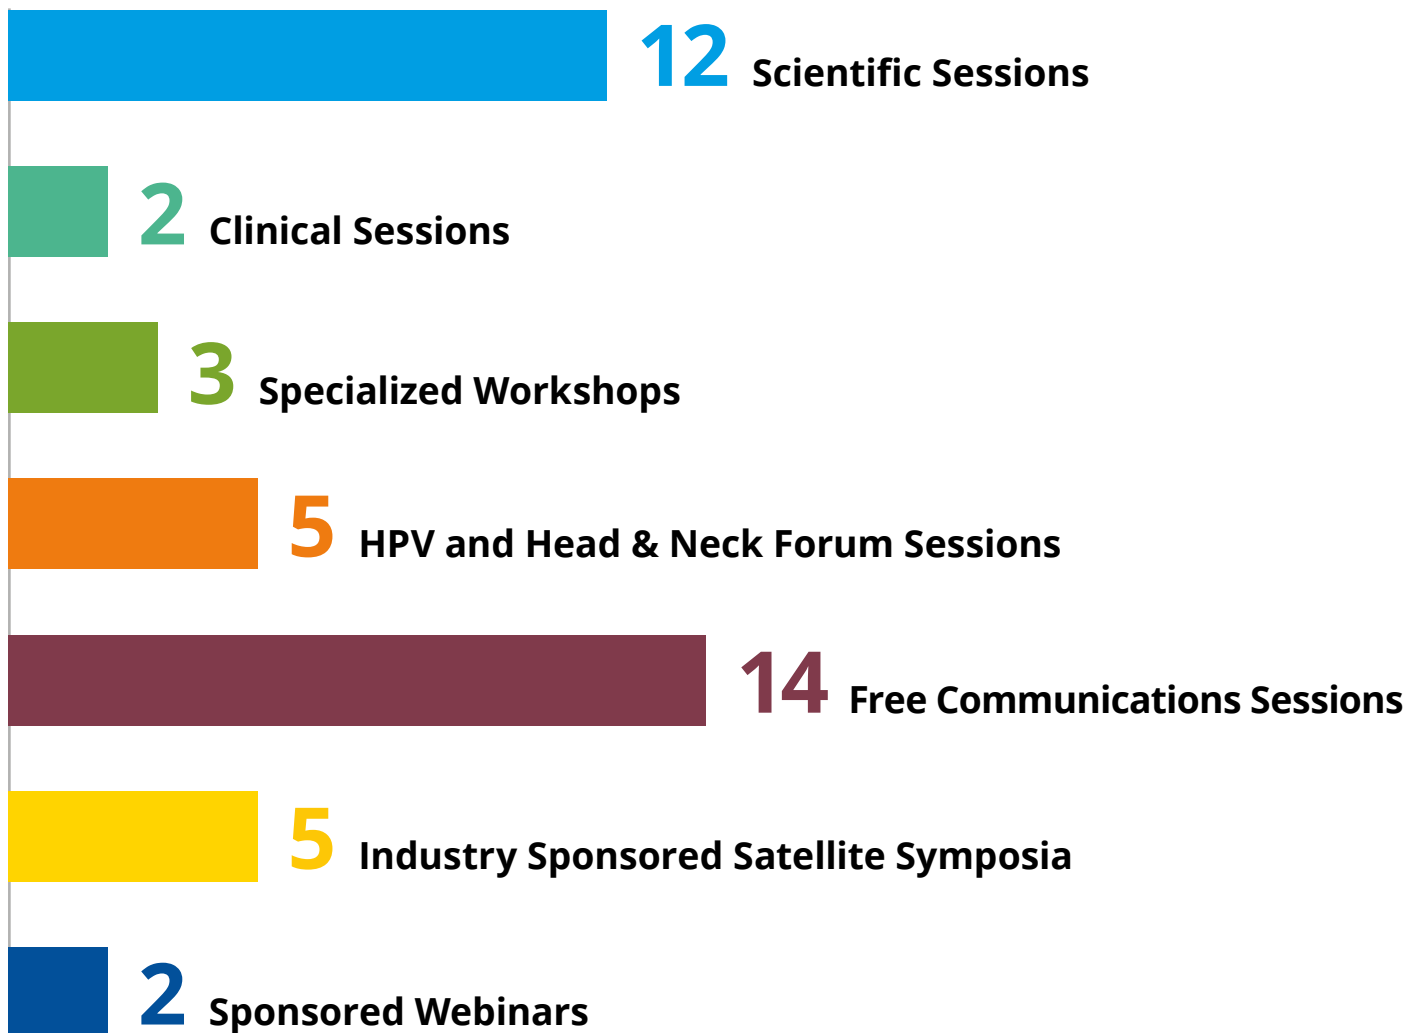 12 Scientific Sessions
2 Clinical Sessions
3 Specialized Workshops
5 HPV and Head & Neck Forum Sessions
14 Free Communications Sessions
5 Industry Sponsored Satellite Symposia
2 Sponsored Webinars